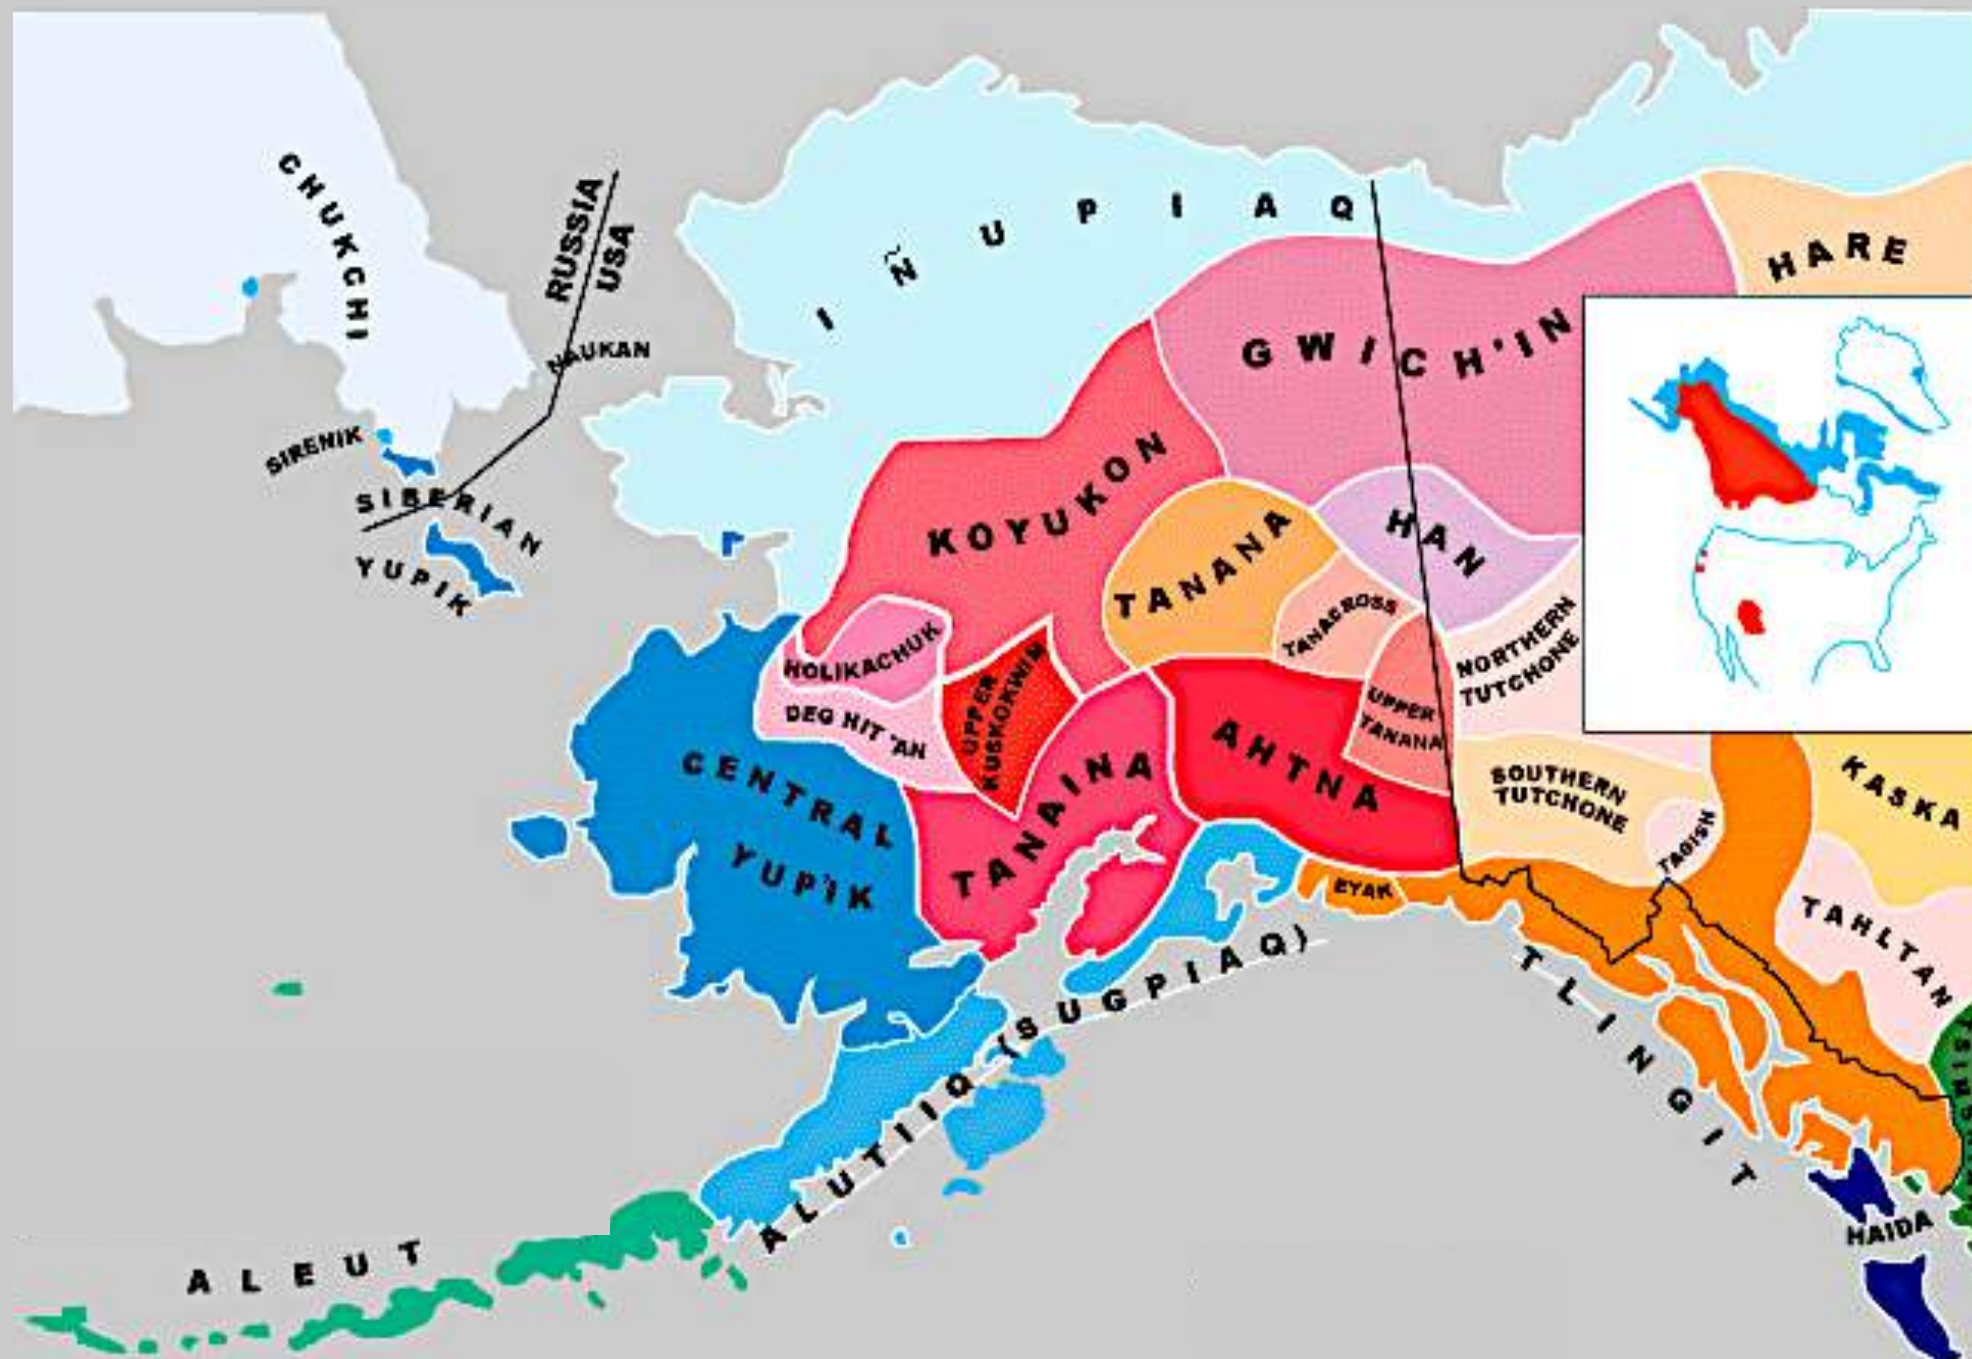 CHUKCHI
RUSSIA
USA
NAUKAN
SIRENIK
SIBERIAN
YUPIK
IÑUPIAQ
GWICH'IN
HARE
KOYUKON
HAN
TANANA
TANACROSS
NORTHERN
TUTCHONE
HOLIKACHUK
DEG HIT'AN
UPPER
KUSKOKWIM
UPPER
TANANA
CENTRAL
YUP'IK
TANAINA
AHTNA
SOUTHERN
TUTCHONE
TAGISH
KASKA
TAHLTAN
EYAK
ALUTIIQ (SUGPIAQ)
TLINGIT
HAIDA
ALEUT